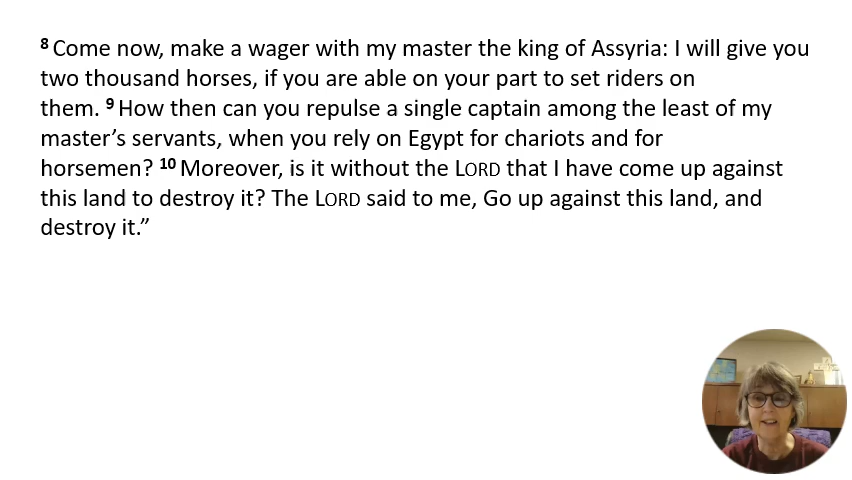 8 Come now, make a wager with my master the king of Assyria: I will give you
two thousand horses, if you are able on your part to set riders on
them. 9 How then can you repulse a single captain among the least of my
master’s servants, when you rely on Egypt for chariots and for
horsemen? 10 Moreover, is it without the LORD that I have come up against
this land to destroy it? The LORD said to me, Go up against this land, and
destroy it.”